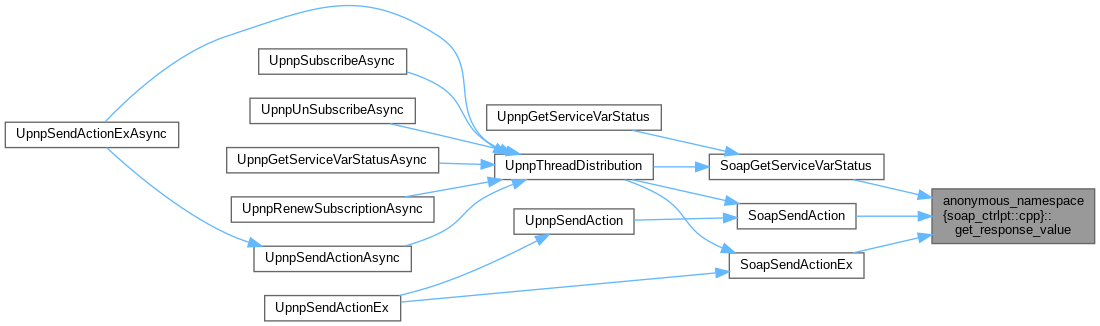 UpnpSendActionExAsync
UpnpSubscribeAsync
UpnpUnSubscribeAsync
UpnpGetServiceVarStatusAsync
UpnpRenewSubscriptionAsync
UpnpSendActionAsync
UpnpSendActionEx
UpnpGetServiceVarStatus
UpnpThreadDistribution
UpnpSendAction
SoapGetServiceVarStatus
SoapSendAction
SoapSendActionEx
anonymous_namespace
{soap_ctrlpt::cpp}::
get_response_value